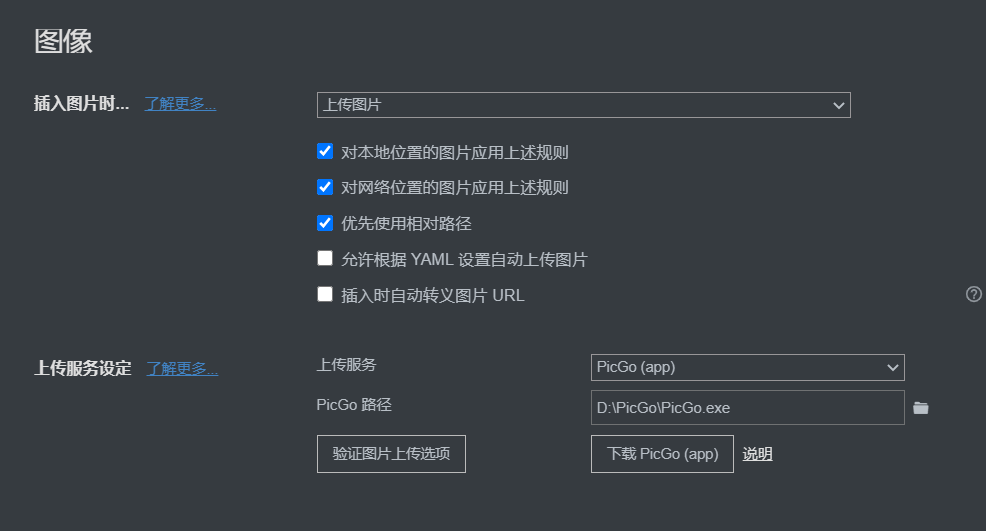 图像
插入图片时... 了解更多... 上传图片
对本地位置的图片应用上述规则
对网络位置的图片应用上述规则
优先使用相对路径
允许根据 YAML 设置自动上传图片
插入时自动转义图片 URL
上传服务设定 了解更多... 上传服务 PicGo (app)
PicGo 路径 D:\PicGo\PicGo.exe
验证图片上传选项 下载 PicGo (app) 说明